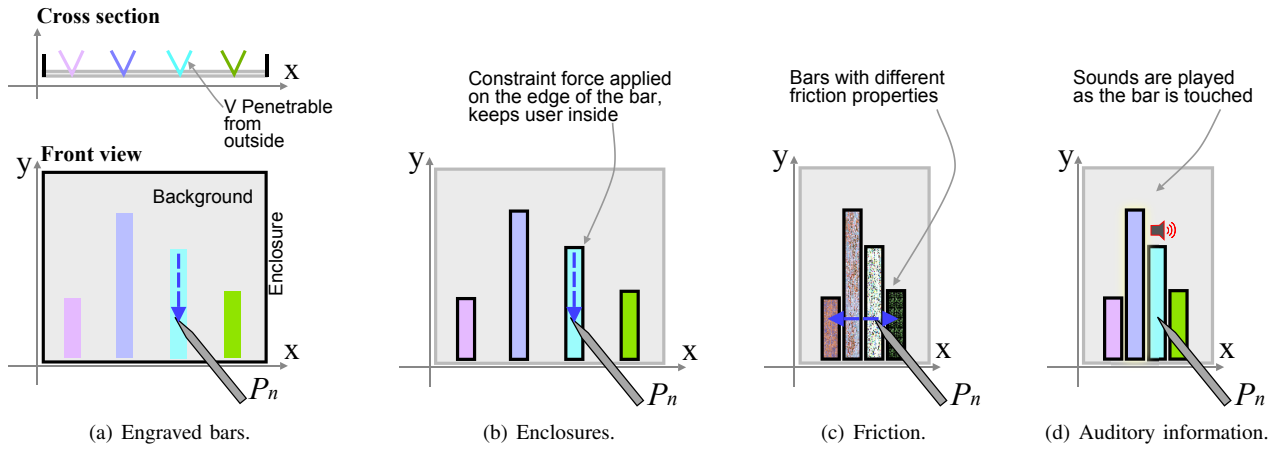 Cross section
x
V Penetrable
from
outside
Front view
y
Background
Enclosure
x
Pn
(a) Engraved bars.
Constraint force applied
on the edge of the bar,
keeps user inside
y
x
Pn
(b) Enclosures.
Bars with different
friction properties
y
x
Pn
(c) Friction.
Sounds are played
as the bar is touched
y
x
Pn
(d) Auditory information.